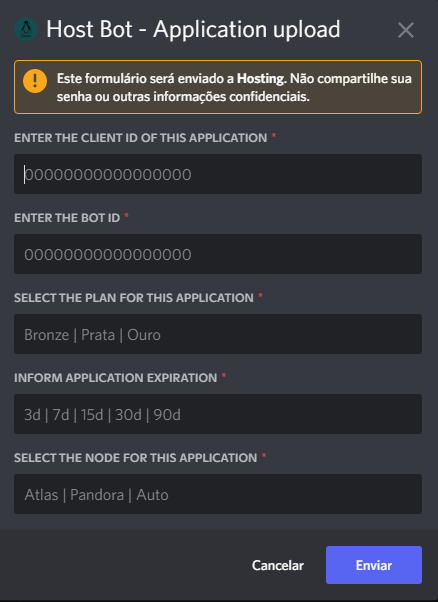 Host Bot - Application upload
Este formulário será enviado a Hosting. Não compartilhe sua
senha ou outras informações confidenciais.
ENTER THE CLIENT ID OF THIS APPLICATION *
00000000000000000
ENTER THE BOT ID *
00000000000000000
SELECT THE PLAN FOR THIS APPLICATION *
Bronze | Prata | Ouro
INFORM APPLICATION EXPIRATION *
3d | 7d | 15d | 30d | 90d
SELECT THE NODE FOR THIS APPLICATION *
Atlas | Pandora | Auto
Cancelar
Enviar